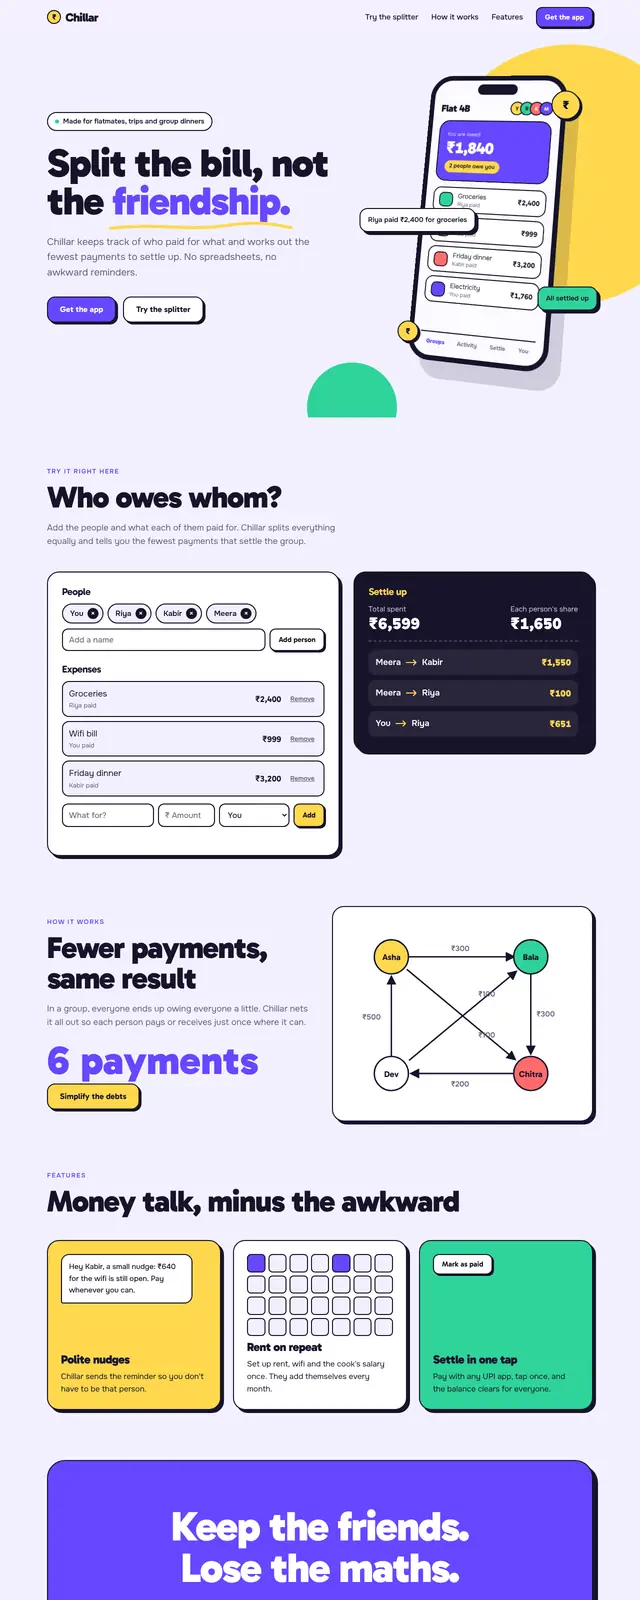 ₹ Chillar
Try the splitter
How it works
Features
Get the app
Made for flatmates, trips and group dinners
Split the bill, not
the friendship.
Chillar keeps track of who paid for what and works out the
fewest payments to settle up. No spreadsheets, no
awkward reminders.
Get the app
Try the splitter
Flat 4B
₹
You are owed
₹1,840
2 people owe you
Groceries
Riya paid
₹2,400
Riya paid ₹2,400 for groceries
₹999
Friday dinner
Kabir paid
₹3,200
Electricity
You paid
₹1,760
All settled up
₹
Groups
Activity
Settle
You
TRY IT RIGHT HERE
Who owes whom?
Add the people and what each of them paid for. Chillar splits everything
equally and tells you the fewest payments that settle the group.
People
You ×
Riya ×
Kabir ×
Meera ×
Add a name
Add person
Expenses
Groceries
Riya paid
₹2,400
Remove
Wifi bill
You paid
₹999
Remove
Friday dinner
Kabir paid
₹3,200
Remove
What for?
₹ Amount
You
Add
Settle up
Total spent
₹6,599
Each person's share
₹1,650
Meera → Kabir ₹1,550
Meera → Riya ₹100
You → Riya ₹651
HOW IT WORKS
Fewer payments,
same result
In a group, everyone ends up owing everyone a little. Chillar nets
it all out so each person pays or receives just once where it can.
6 payments
Simplify the debts
Asha
₹300
Bala
₹100
₹500
₹300
₹100
Dev
₹200
Chitra
FEATURES
Money talk, minus the awkward
Hey Kabir, a small nudge: ₹640
for the wifi is still open. Pay
whenever you can.
Polite nudges
Chillar sends the reminder so you don't
have to be that person.
Rent on repeat
Set up rent, wifi and the cook's salary
once. They add themselves every
month.
Mark as paid
Settle in one tap
Pay with any UPI app, tap once, and
the balance clears for everyone.
Keep the friends.
Lose the maths.